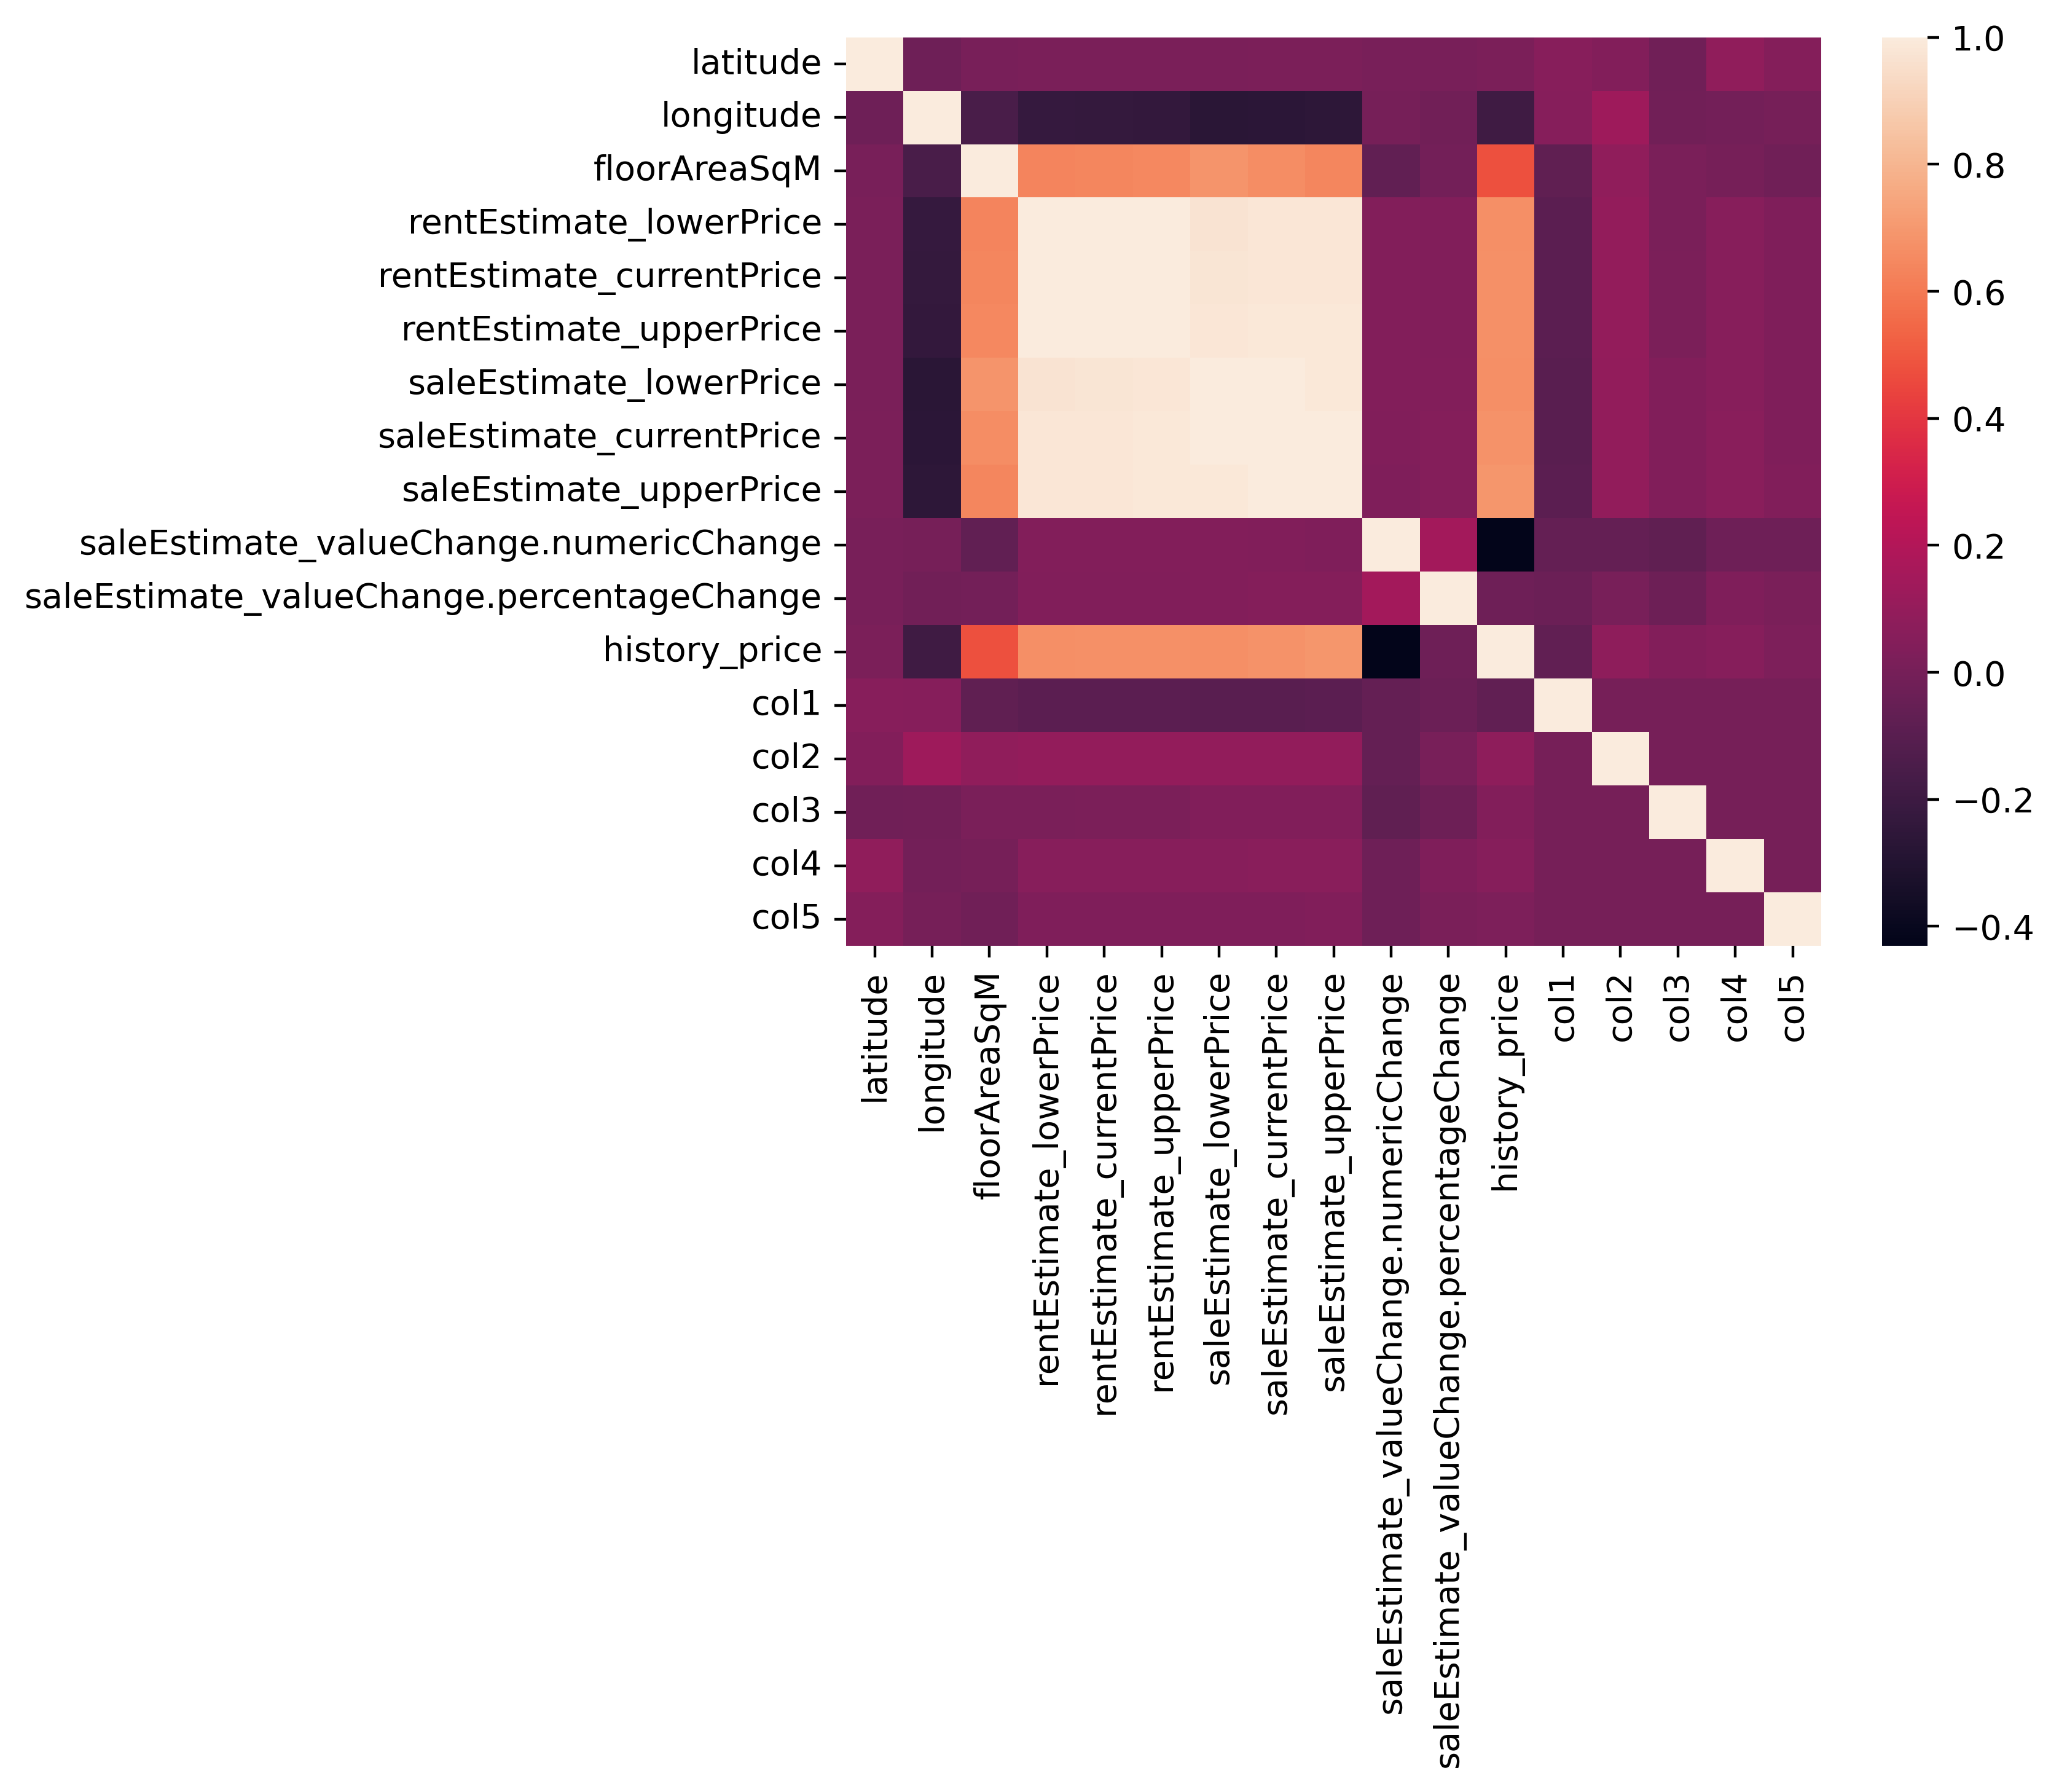 latitude
longitude
floorAreaSqM
rentEstimate_lowerPrice
rentEstimate_currentPrice
rentEstimate_upperPrice
saleEstimate_lowerPrice
saleEstimate_currentPrice
saleEstimate_upperPrice
saleEstimate_valueChange.numericChange
saleEstimate_valueChange.percentageChange
history_price
col1
col2
col3
col4
col5
latitude
longitude
floorAreaSqM
rentEstimate_lowerPrice
rentEstimate_currentPrice
rentEstimate_upperPrice
saleEstimate_lowerPrice
saleEstimate_currentPrice
saleEstimate_upperPrice
saleEstimate_valueChange.numericChange
saleEstimate_valueChange.percentageChange
history_price
col1
col2
col3
col4
col5
1.0
0.8
0.6
0.4
0.2
0.0
−0.2
−0.4